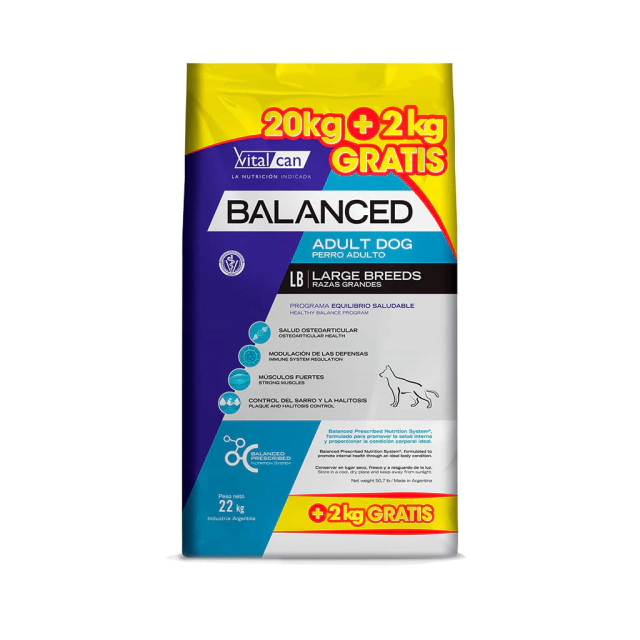 20kg + 2kg
GRATIS
Vital can
LA NUTRICIÓN INDICADA
BALANCED
ADULT DOG
PERRO ADULTO
LB LARGE BREEDS
RAZAS GRANDES
PROGRAMA EQUILIBRIO SALUDABLE
HEALTHY BALANCE PROGRAM
SALUD OSTEOARTICULAR
OSTEOARTICULAR HEALTH
MODULACIÓN DE LAS DEFENSAS
IMMUNE SYSTEM REGULATION
MÚSCULOS FUERTES
STRONG MUSCLES
CONTROL DEL SARRO Y LA HALITOSIS
PLAQUE AND HALITOSIS CONTROL
BALANCED
PRESCRIBED
NUTRITION SYSTEM
Balanced Prescribed Nutrition System®,
formulado para promover la salud interna
y proporcionar la condición corporal ideal.
Balanced Prescribed Nutrition System®, formulated to
promote internal health through an ideal body condition.
Conservar en lugar seco, fresco y a resguardo de la luz.
Store in a cool, dry place and keep away from sunlight.
Net weight 50,7 lb / Made in Argentina
Peso neto
22 kg
Industria Argentina
+2kg GRATIS